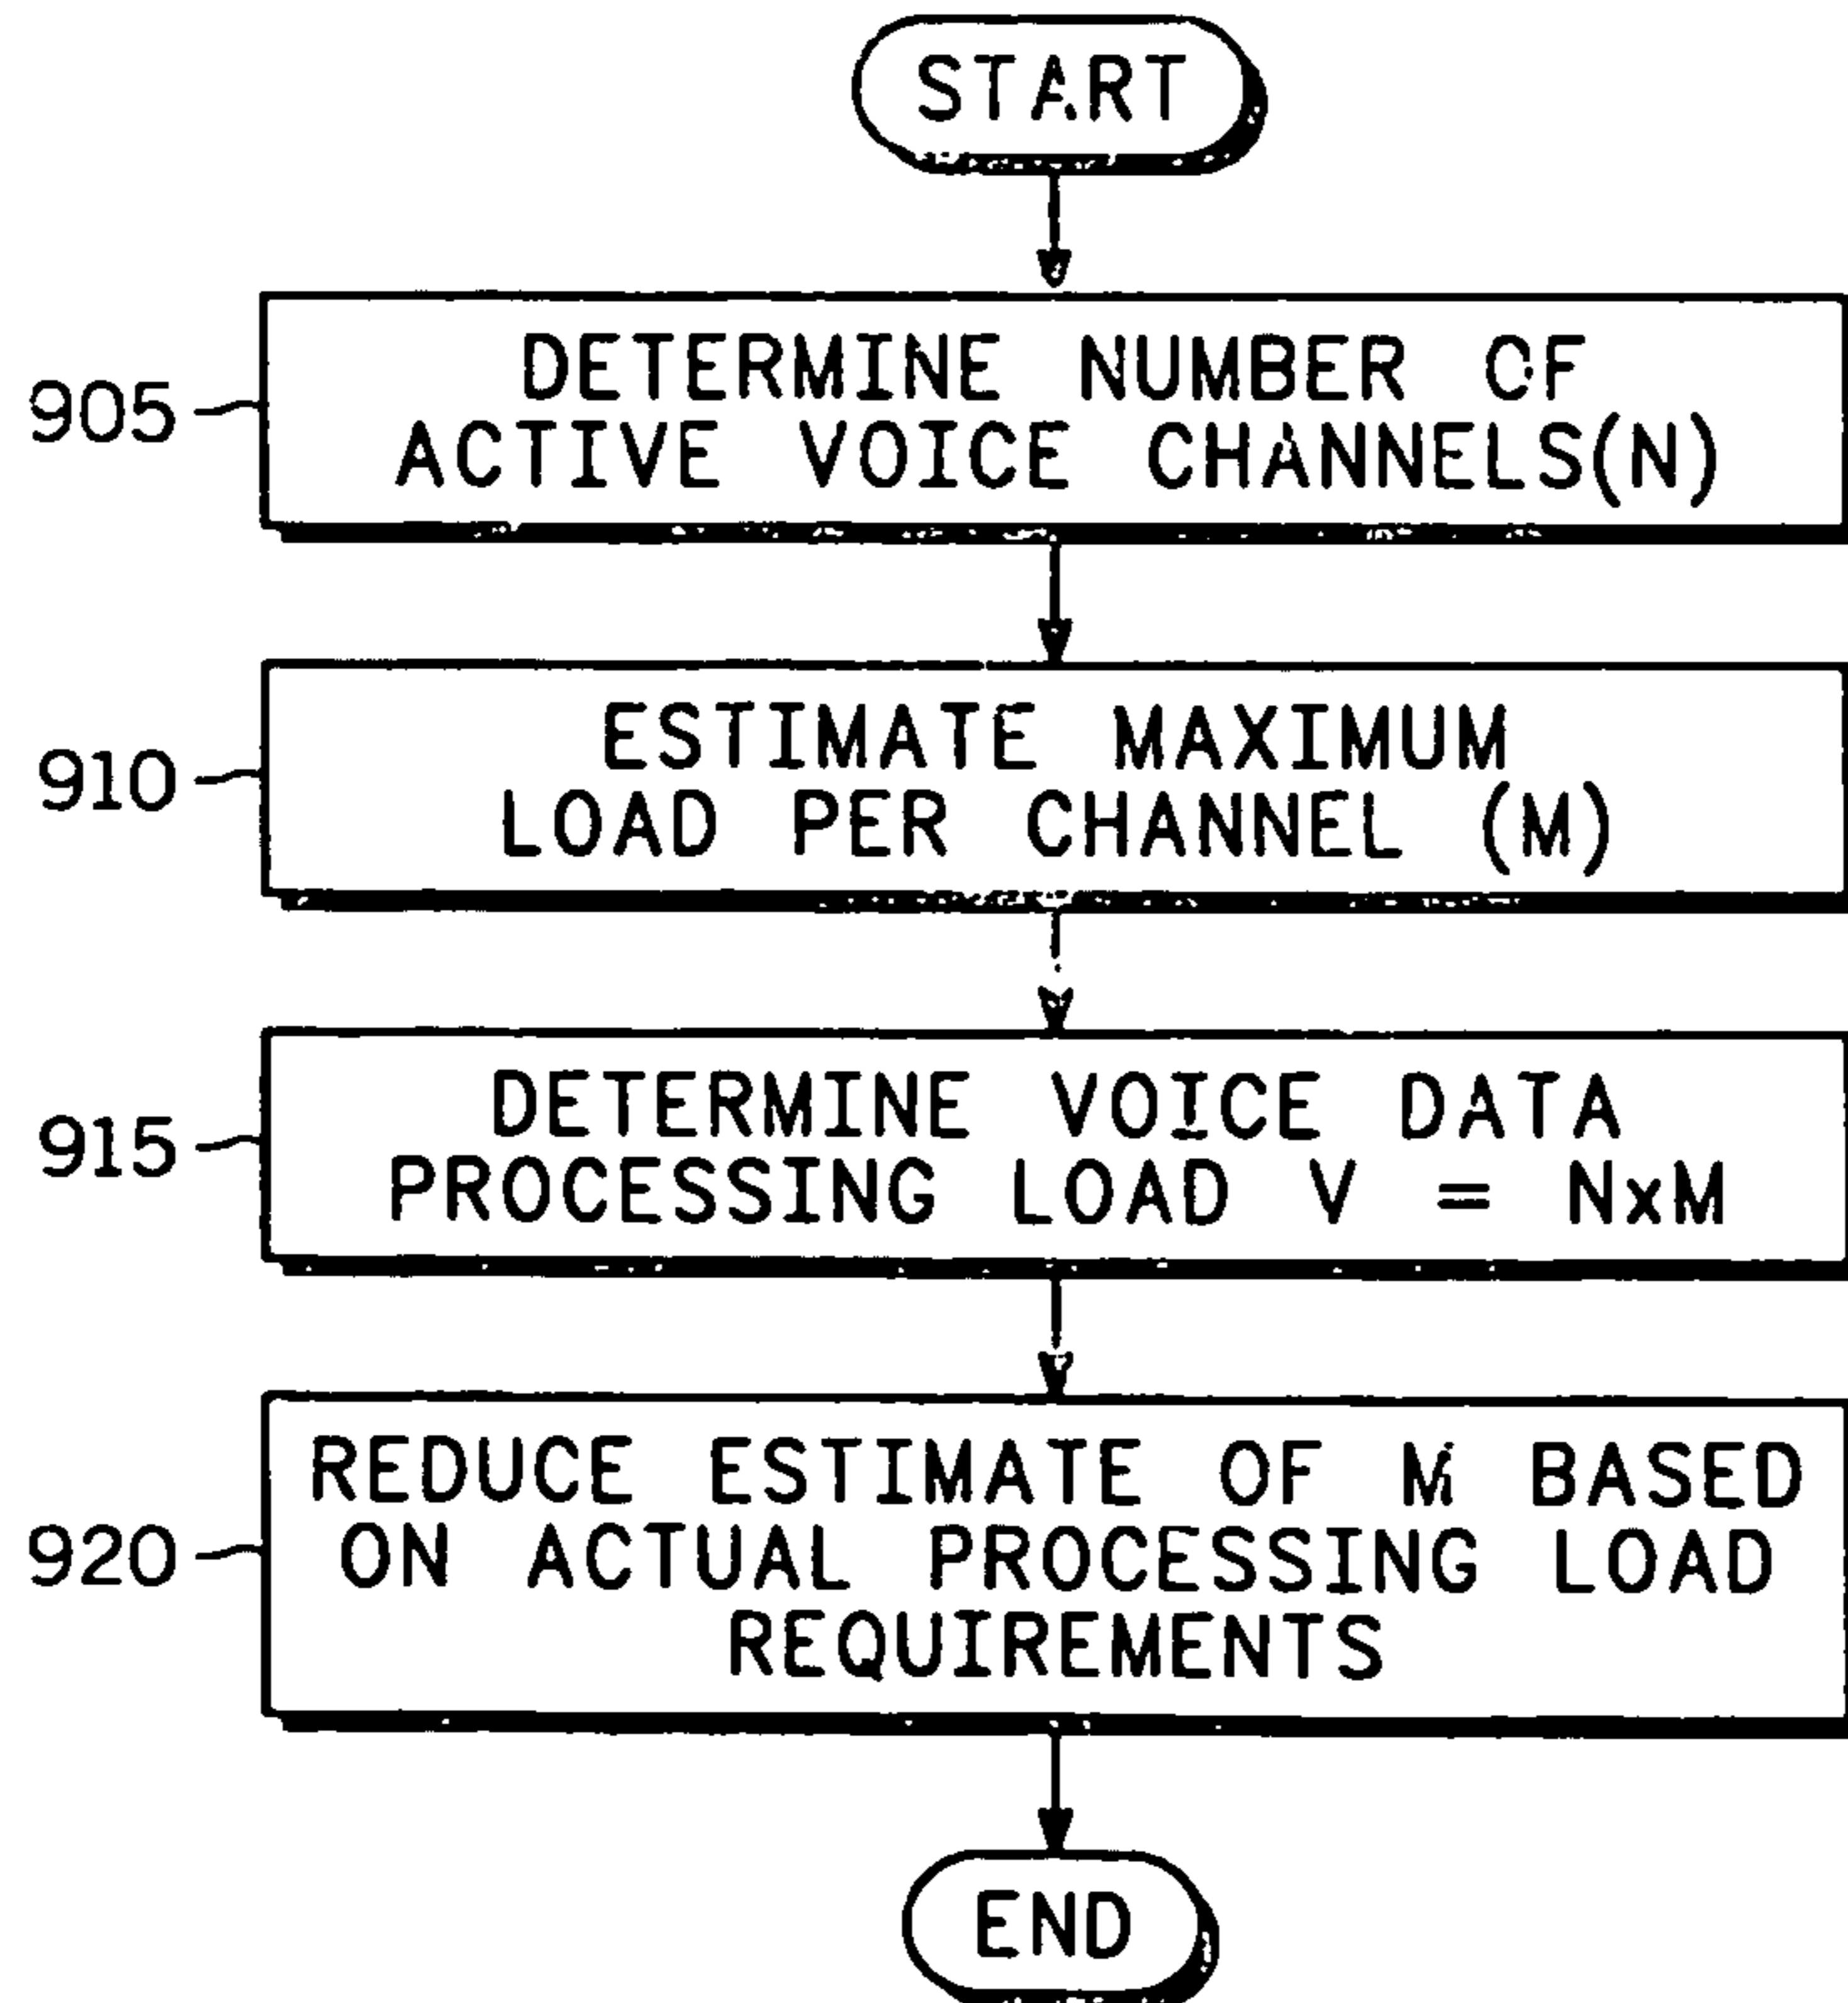 START
905
DETERMINE NUMBER OF
ACTIVE VOICE CHANNELS(N)
910
ESTIMATE MAXIMUM
LOAD PER CHANNEL (M)
915
DETERMINE VOICE DATA
PROCESSING LOAD V = NxM
920
REDUCE ESTIMATE OF M BASED
ON ACTUAL PROCESSING LOAD
REQUIREMENTS
END